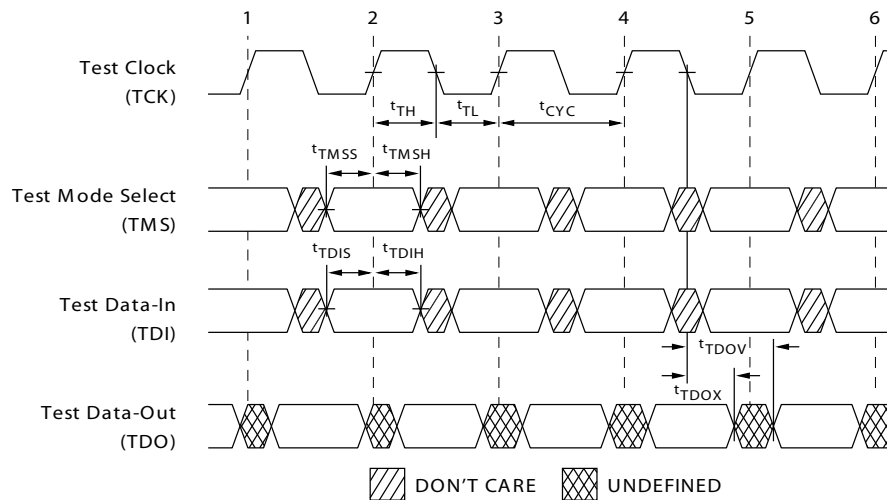 1 2 3 4 5 6
Test Clock
(TCK)
tTH tTL tCYC
tTMSS tTMSH
Test Mode Select
(TMS)
tTDIS tTDIH
Test Data-In
(TDI)
tTDOV
tTDOX
Test Data-Out
(TDO)
DON'T CARE UNDEFINED